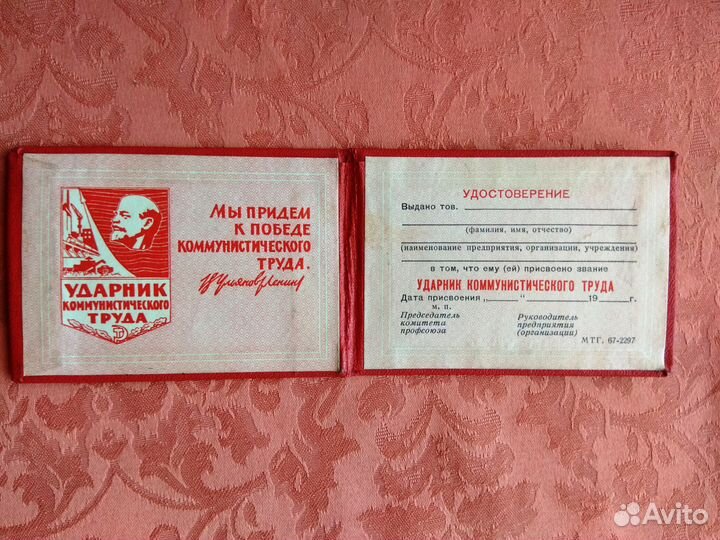 УДАРНИК
КОММУНИСТИЧЕСКОГО
ТРУДА
МЫ ПРИДЕМ
К ПОБЕДЕ
КОММУНИСТИЧЕСКОГО
ТРУДА.
В Ульянов (Ленин)
УДОСТОВЕРЕНИЕ
Выдано тов.
(фамилия, имя, отчество)
(наименование предприятия, организации, учреждения)
в том, что ему (ей) присвоено звание
УДАРНИК КОММУНИСТИЧЕСКОГО ТРУДА
Дата присвоения „ “ 19 г.
м. п.
Председатель комитета профсоюза
Руководитель предприятия (организации)
МТГ. 67-2297
Avito